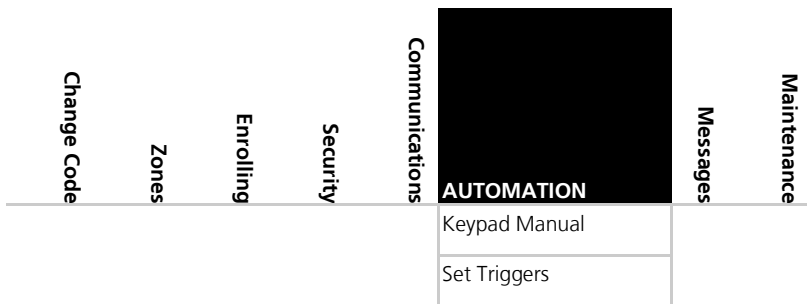 Change Code
Zones
Enrolling
Security
Communications
AUTOMATION
Messages
Maintenance
Keypad Manual
Set Triggers